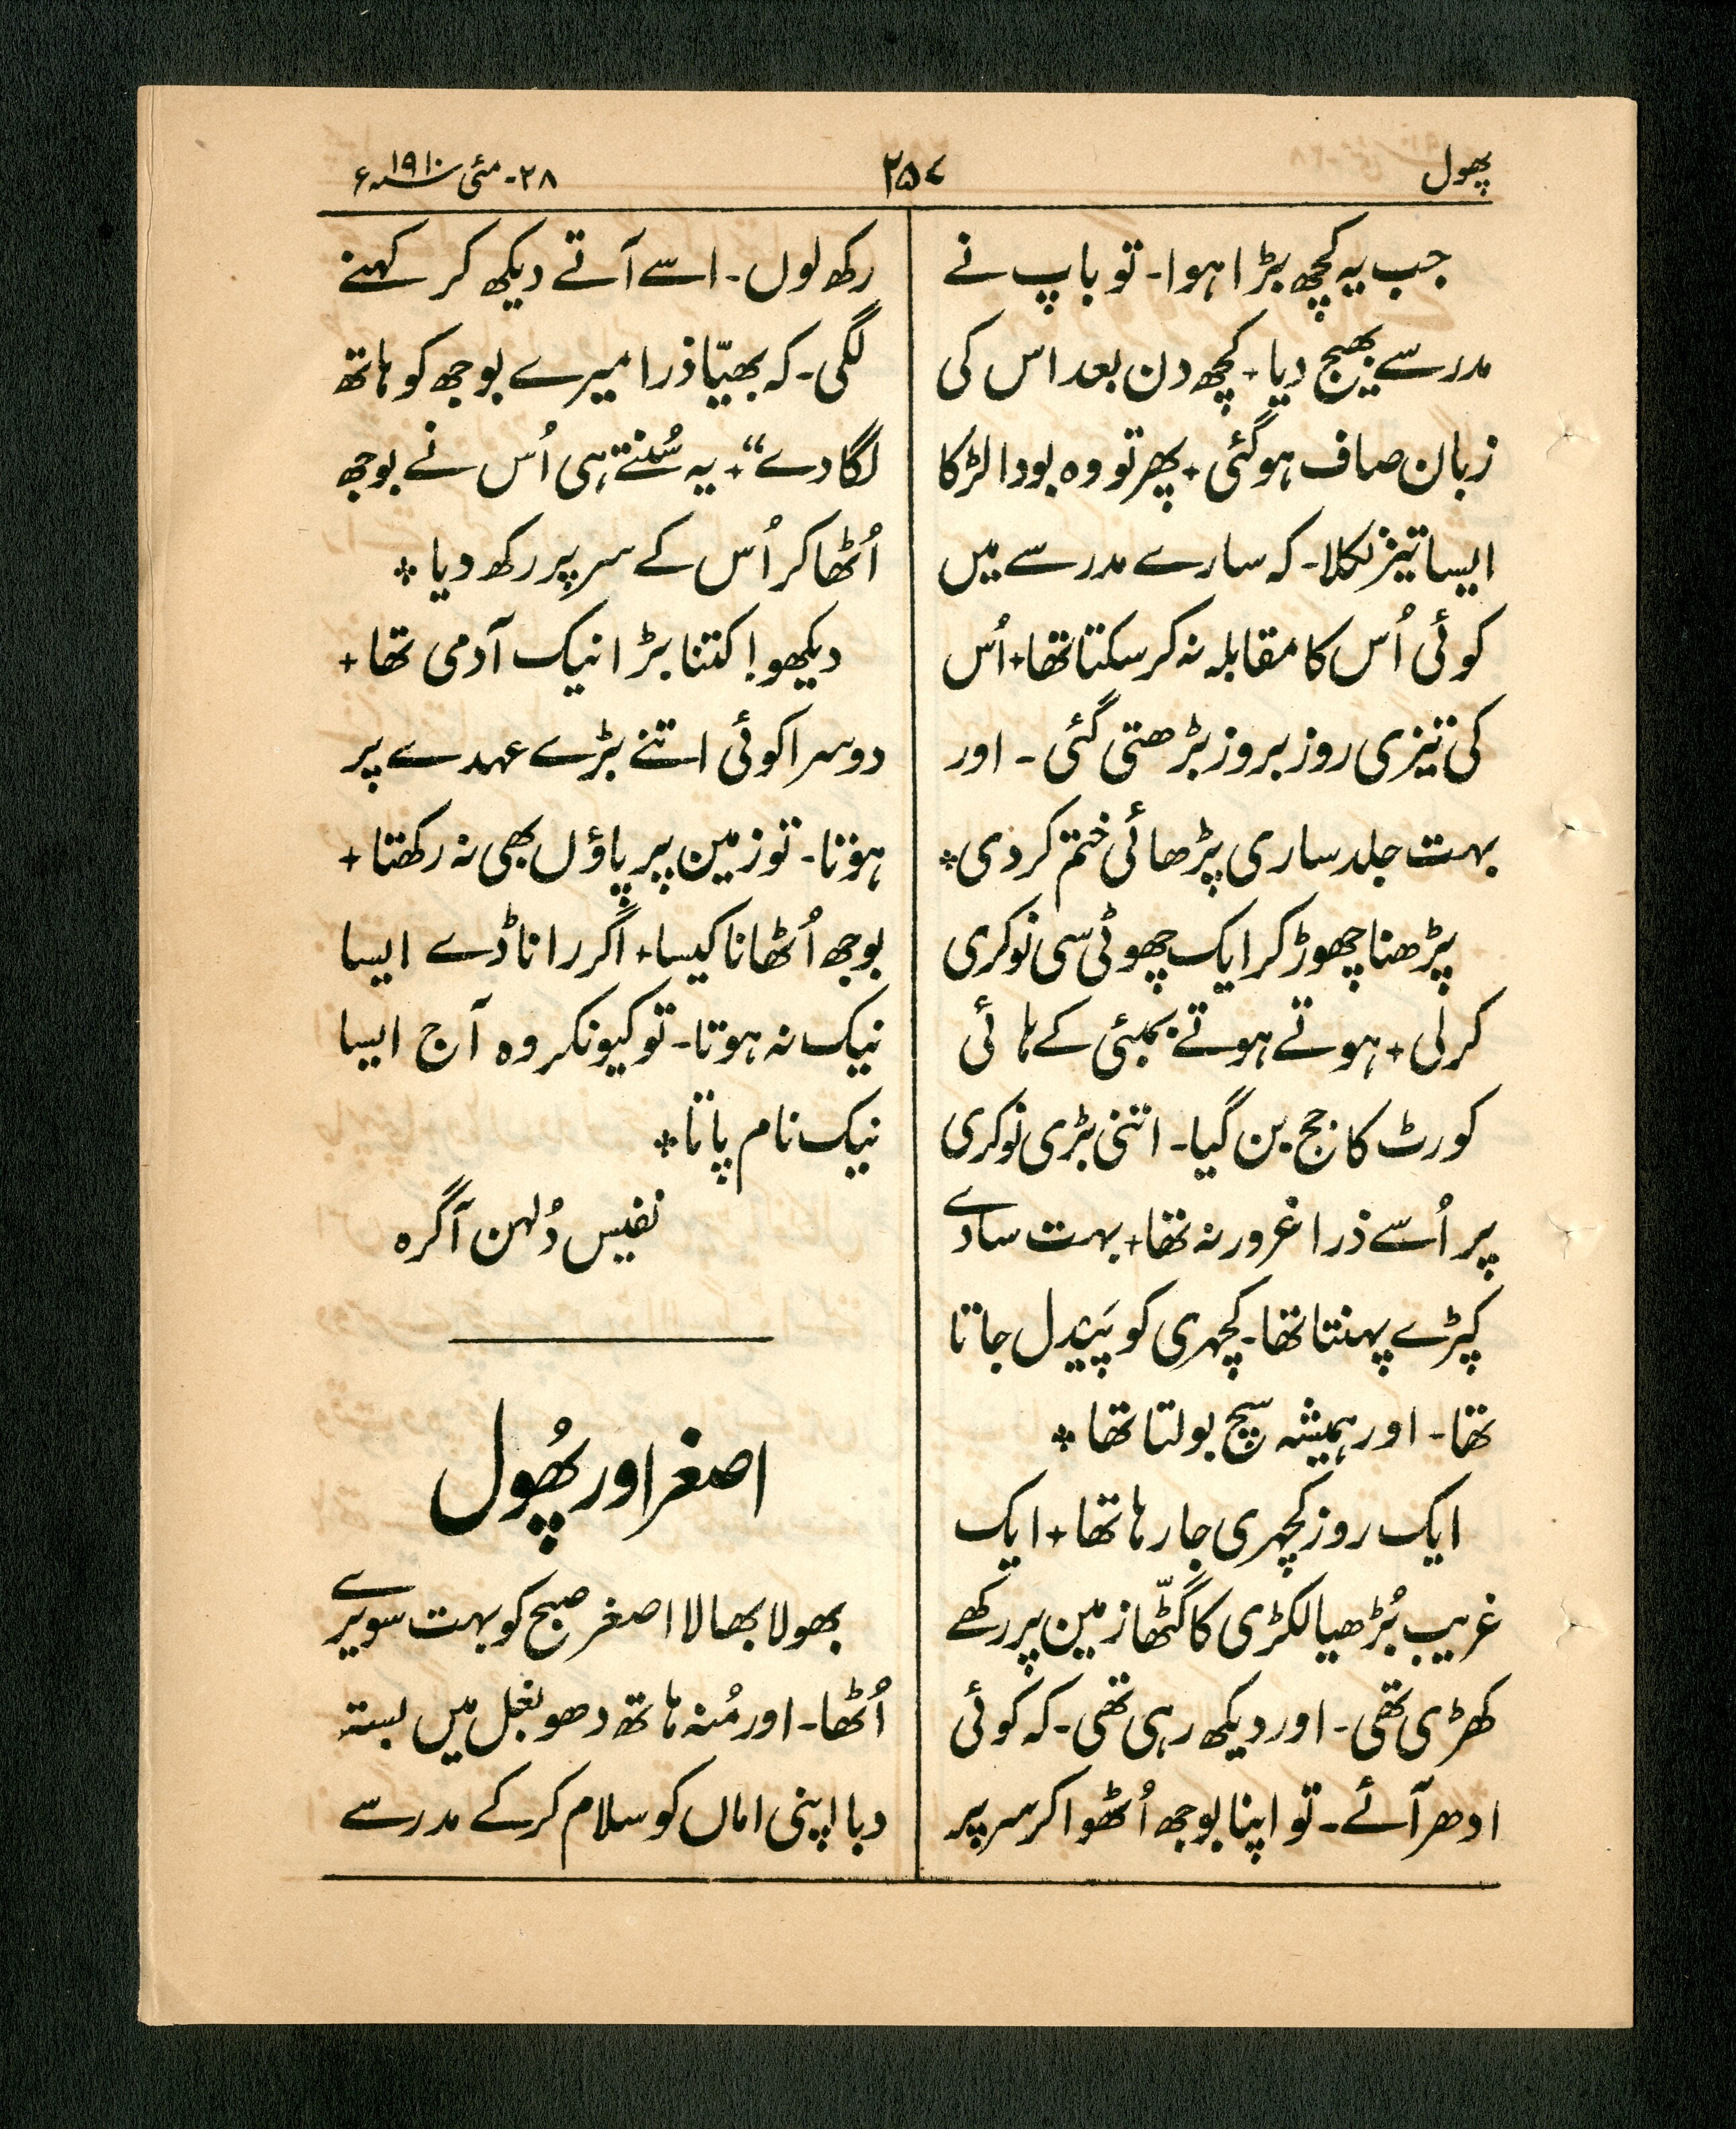 پھول
۲۵۷
۲۸۔ مئی ۱۹۱۰ء
جب یہ کچھ بڑا ہوا۔ تو باپ نے
مدرسے بھیج دیا+ کچھ دن بعد اس کی
زبان صاف ہوگئی+ پھر تو وہ بودا لڑکا
ایسا تیز نکلا۔ کہ سارے مدرسے میں
کوئی اُس کا مقابلہ نہ کر سکتا تھا+ اُس
کی تیزی روز بروز بڑھتی گئی ۔ اور
بہت جلد ساری پڑھائی ختم کر دی٭
پڑھنا چھوڑ کر ایک چھوٹی سی نوکری
کرلی+ ہوتے ہوتے بمبئی کے ہائی
کورٹ کا جج بن گیا۔ اتنی بڑی نوکری
پر اُسے ذرا غرور نہ تھا+ بہت سادے
کپڑے پہنتا تھا۔ کچہری کو پَیدل جاتا
تھا۔ اور ہمیشہ سچ بولتا تھا ٭
ایک روز کچہری جا رہا تھا+ ایک
غریب بُڑھیا لکڑی کا گٹھّا زمین پر رکھے
کھڑی تھی۔ اور دیکھ رہی تھی۔ کہ کوئی
ادھر آئے۔ تو اپنا بوجھ اُٹھوا کر سر پر
رکھ لوں۔ اسے آتے دیکھ کر کہنے
لگی۔ کہ بھیّا ذرا میرے بوجھ کو ہاتھ
لگا دے“+ یہ سُنتے ہی اُس نے بوجھ
اُٹھا کر اُس کے سر پر رکھ دیا ٭
دیکھو! کتنا بڑا نیک آدمی تھا+
دوسرا کوئی اتنے بڑے عہدے پر
ہوتا۔ تو زمین پر پاؤں بھی نہ رکھتا+
بوجھ اُٹھانا کیسا+ اگر راناڈے ایسا
نیک نہ ہوتا۔ تو کیونکر وہ آج ایسا
نیک نام پاتا٭
نفیس دُلہن آگرہ
اصغر اور پھُول
بھولا بھالا اصغر صبح کو بہت سویرے
اُٹھا۔ اور مُنہ ہاتھ دھو بغل میں بستہ
دبا اپنی اماں کو سلام کرکے مدرسے